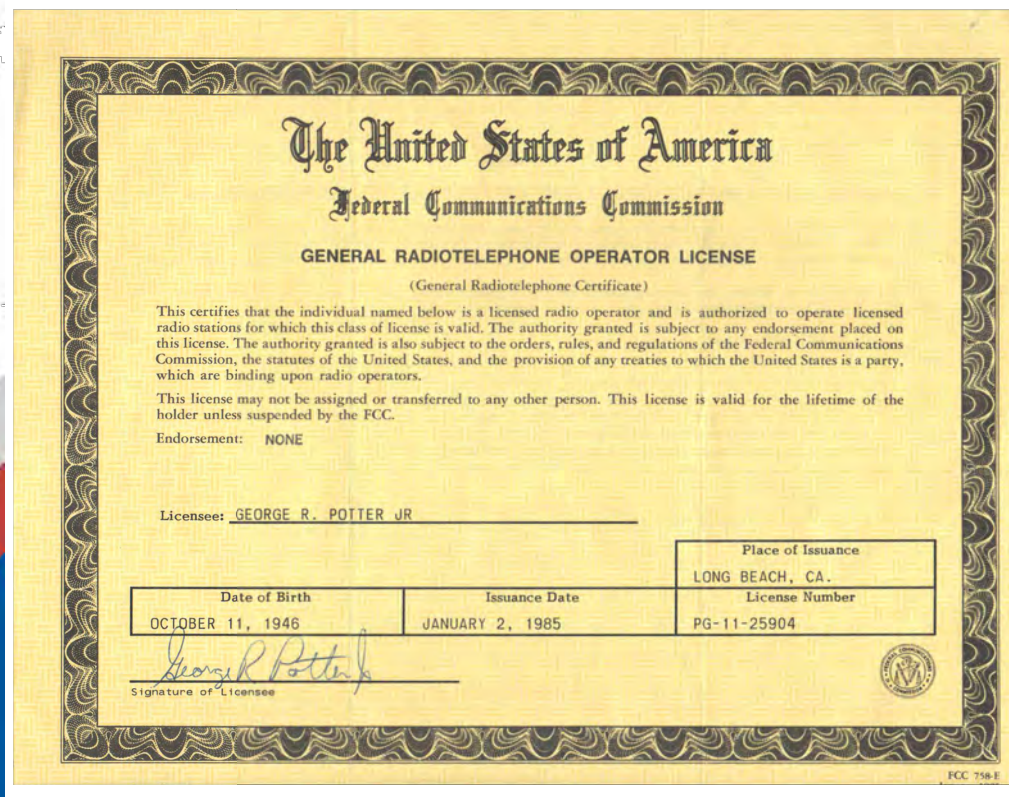 The United States of America
Federal Communications Commission
GENERAL RADIOTELEPHONE OPERATOR LICENSE
(General Radiotelephone Certificate)
This certifies that the individual named below is a licensed radio operator and is authorized to operate licensed
radio stations for which this class of license is valid. The authority granted is subject to any endorsement placed on
this license. The authority granted is also subject to the orders, rules, and regulations of the Federal Communications
Commission, the statutes of the United States, and the provision of any treaties to which the United States is a party,
which are binding upon radio operators.
This license may not be assigned or transferred to any other person. This license is valid for the lifetime of the
holder unless suspended by the FCC.
Endorsement: NONE
Licensee: GEORGE R. POTTER JR
Place of Issuance
LONG BEACH, CA.
Date of Birth Issuance Date License Number
OCTOBER 11, 1946 JANUARY 2, 1985 PG-11-25904
George R Potter Jr
Signature of Licensee
FCC 758-E